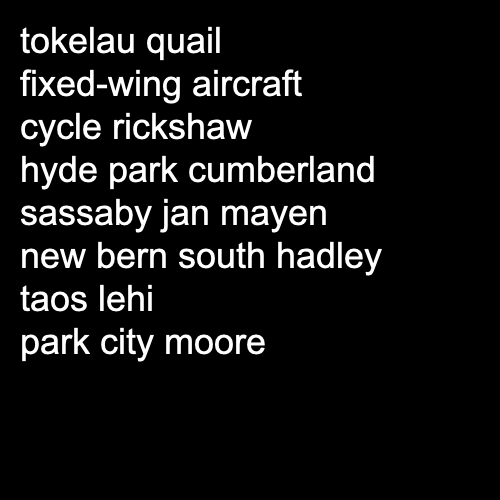 tokelau quail
fixed-wing aircraft
cycle rickshaw
hyde park cumberland
sassaby jan mayen
new bern south hadley
taos lehi
park city moore